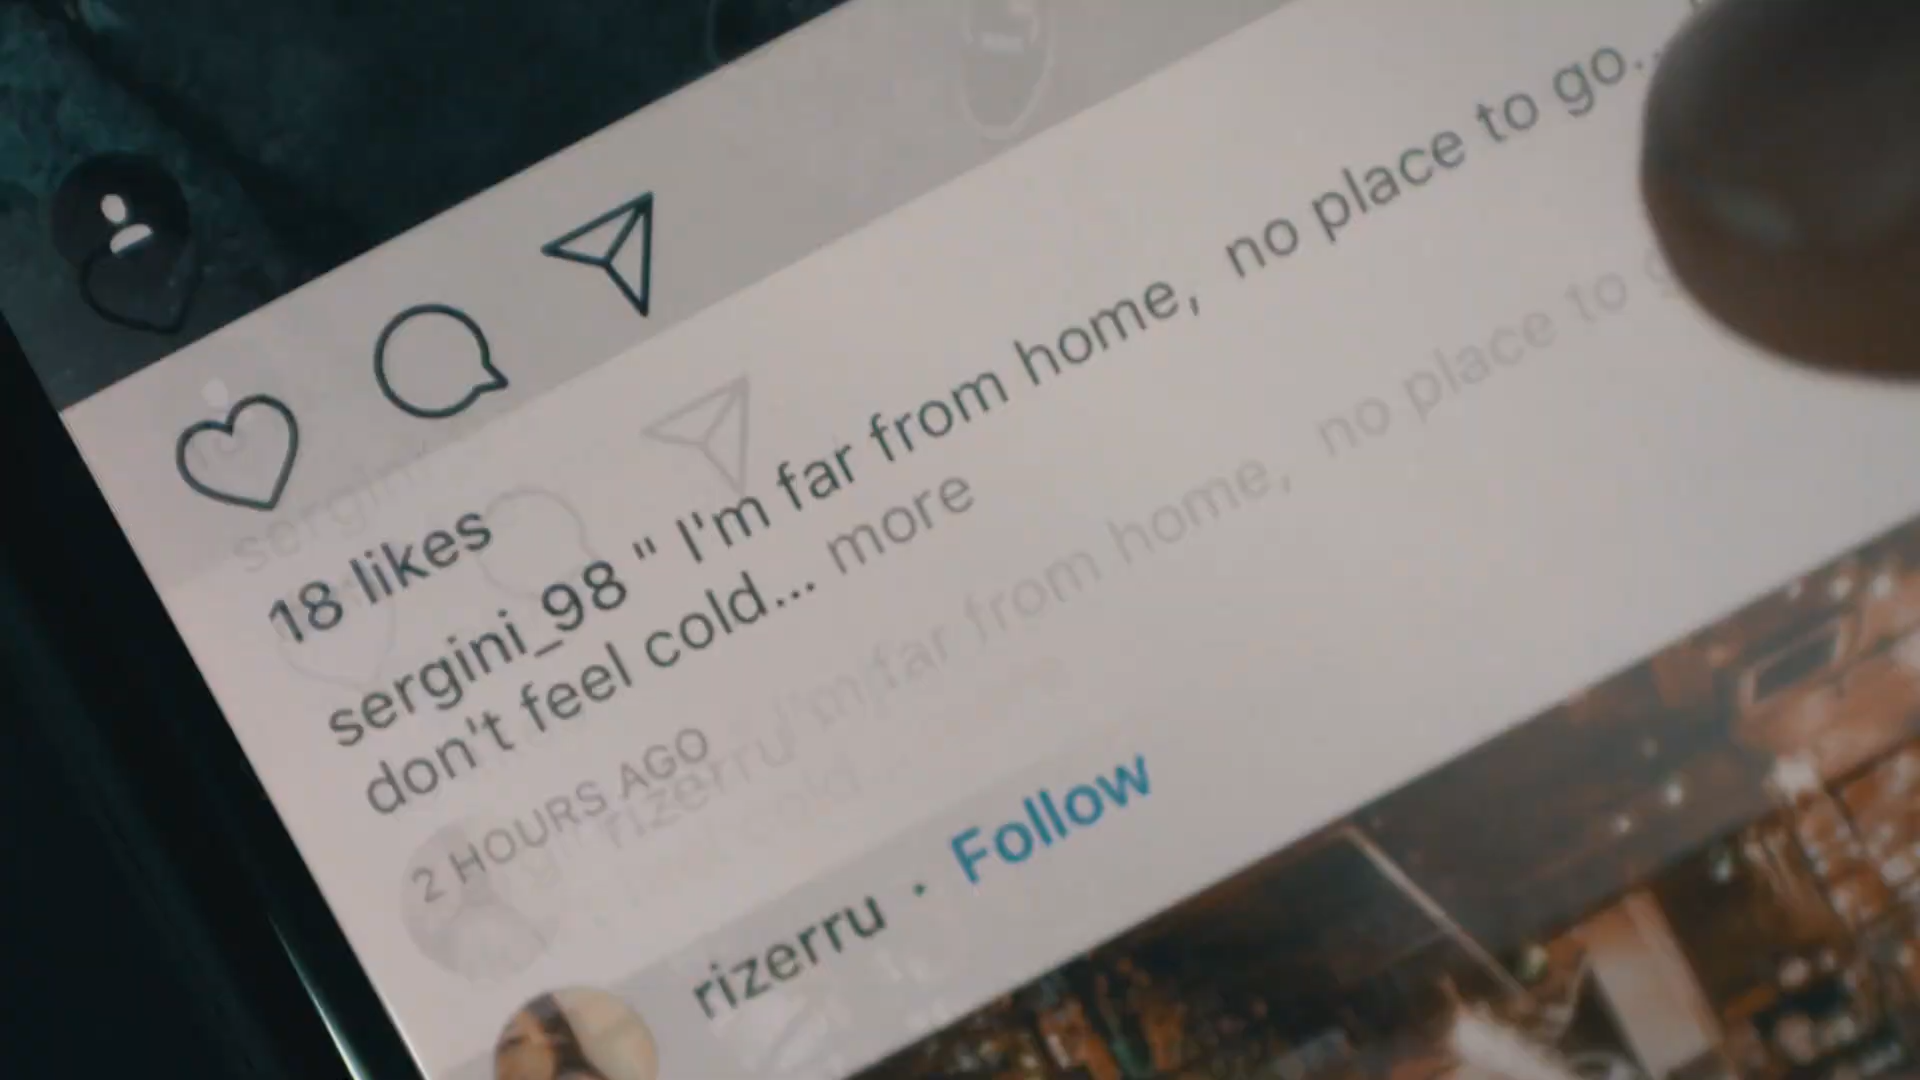 18 likes
sergini_98 " I'm far from home,  no place to go..
don't feel cold... more
2 HOURS AGO
rizerru · Follow